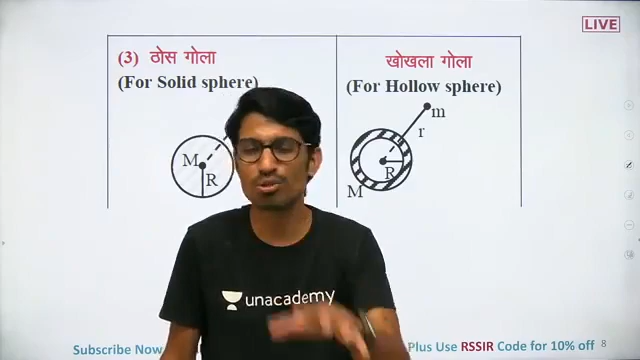 LIVE
(3) ठोस गोला
(For Solid sphere)
M
R
खोखला गोला
(For Hollow sphere)
m
r
R
M
unacademy
Subscribe Now
Plus Use RSSIR Code for 10% off
8